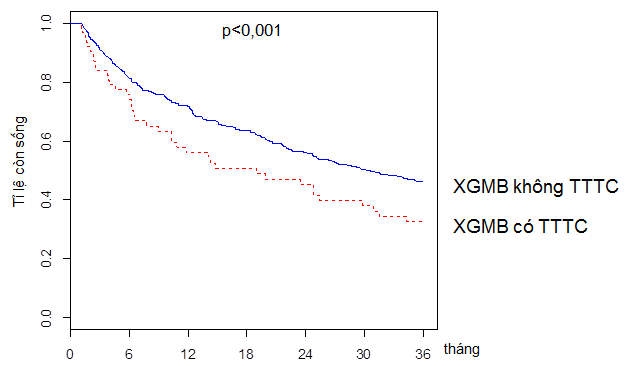 p<0,001
1.0
0.8
0.6
0.4
0.2
0.0
Tỉ lệ còn sống
XGMB không TTTC
XGMB có TTTC
0 6 12 18 24 30 36
tháng